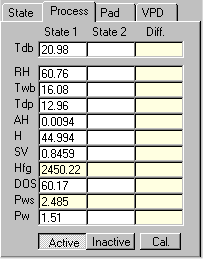 State Process Pad VPD
State 1 State 2 Diff.
Tdb 20.98
RH 60.76
Twb 16.08
Tdp 12.96
AH 0.0094
H 44.994
SV 0.8459
Hfg 2450.22
DOS 60.17
Pws 2.485
Pw 1.51
Active Inactive Cal.